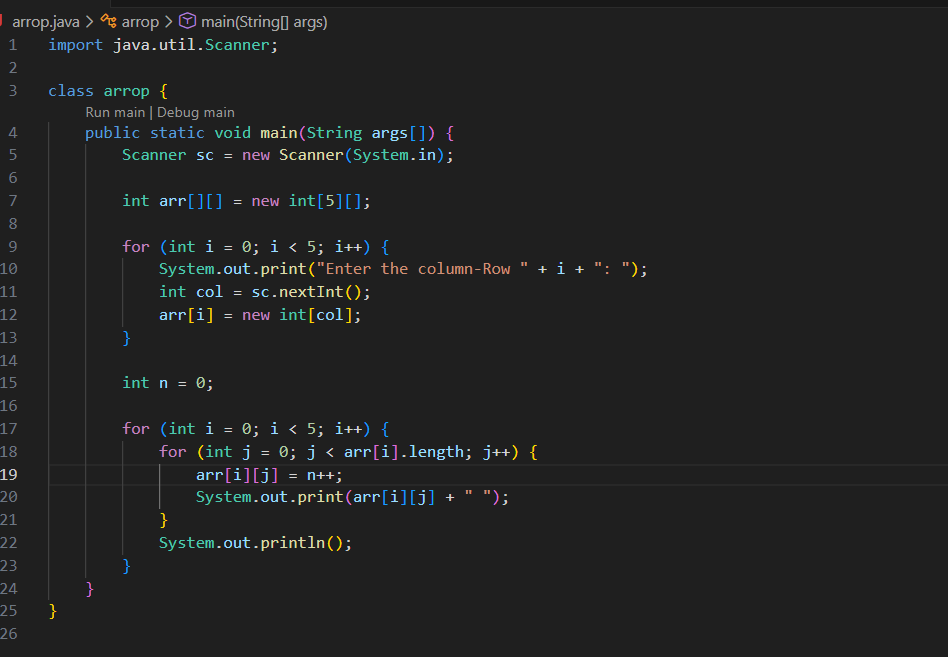 arrop.java > arrop > main(String[] args)
1 import java.util.Scanner;
2
3 class arrop {
Run main | Debug main
4 public static void main(String args[]) {
5 Scanner sc = new Scanner(System.in);
6
7 int arr[][] = new int[5][];
8
9 for (int i = 0; i < 5; i++) {
10 System.out.print("Enter the column-Row " + i + ": ");
11 int col = sc.nextInt();
12 arr[i] = new int[col];
13 }
14
15 int n = 0;
16
17 for (int i = 0; i < 5; i++) {
18 for (int j = 0; j < arr[i].length; j++) {
19 arr[i][j] = n++;
20 System.out.print(arr[i][j] + " ");
21 }
22 System.out.println();
23 }
24 }
25 }
26